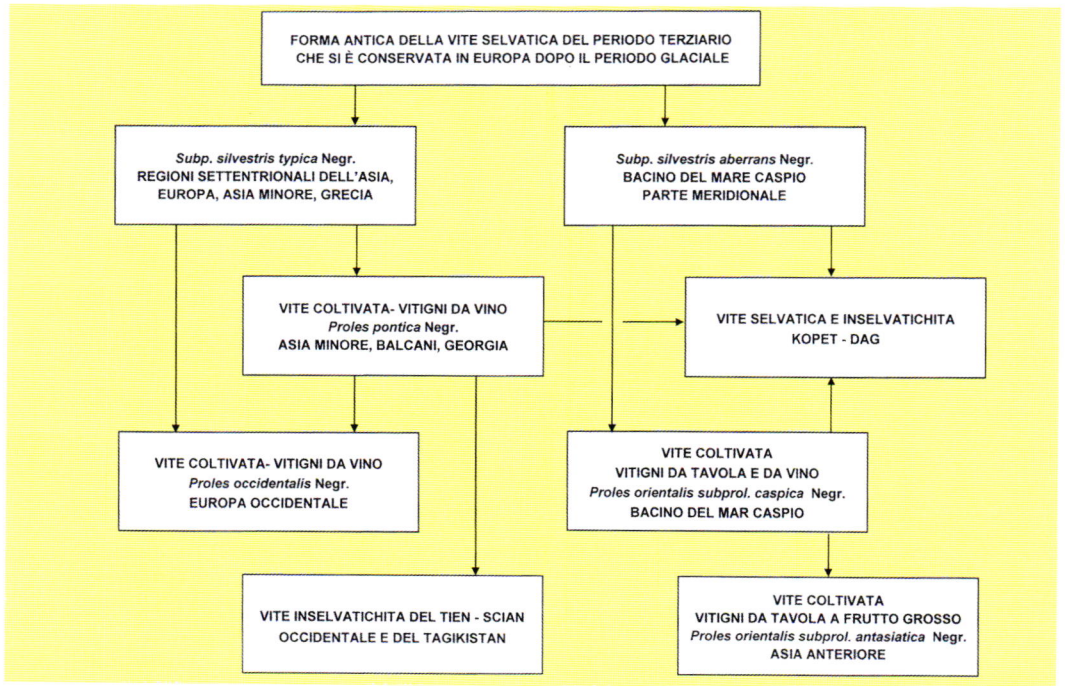 FORMA ANTICA DELLA VITE SELVATICA DEL PERIODO TERZIARIO
CHE SI È CONSERVATA IN EUROPA DOPO IL PERIODO GLACIALE
Subp. silvestris typica Negr.
REGIONI SETTENTRIONALI DELL'ASIA,
EUROPA, ASIA MINORE, GRECIA
Subp. silvestris aberrans Negr.
BACINO DEL MARE CASPIO
PARTE MERIDIONALE
VITE COLTIVATA- VITIGNI DA VINO
Proles pontica Negr.
ASIA MINORE, BALCANI, GEORGIA
VITE SELVATICA E INSELVATICHITA
KOPET - DAG
VITE COLTIVATA- VITIGNI DA VINO
Proles occidentalis Negr.
EUROPA OCCIDENTALE
VITE COLTIVATA
VITIGNI DA TAVOLA E DA VINO
Proles orientalis subprol. caspica Negr.
BACINO DEL MAR CASPIO
VITE INSELVATICHITA DEL TIEN - SCIAN
OCCIDENTALE E DEL TAGIKISTAN
VITE COLTIVATA
VITIGNI DA TAVOLA A FRUTTO GROSSO
Proles orientalis subprol. antasiatica Negr.
ASIA ANTERIORE